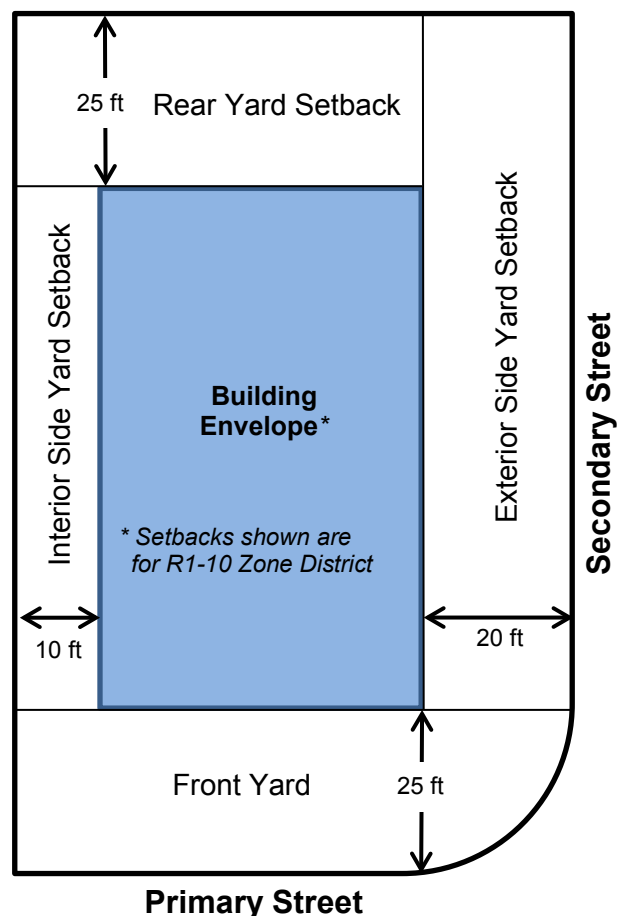 25 ft
Rear Yard Setback
Interior Side Yard Setback
Exterior Side Yard Setback
Secondary Street
Building
Envelope*
* Setbacks shown are
for R1-10 Zone District
10 ft
20 ft
Front Yard
25 ft
Primary Street